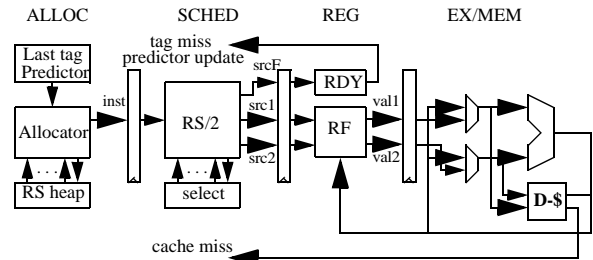 ALLOC SCHED REG EX/MEM
tag miss
predictor update
Last tag
Predictor
srcF
RDY
inst
src1
val1
Allocator
RS/2
RF
src2
val2
. . .
. . .
RS heap
select
D-$
cache miss